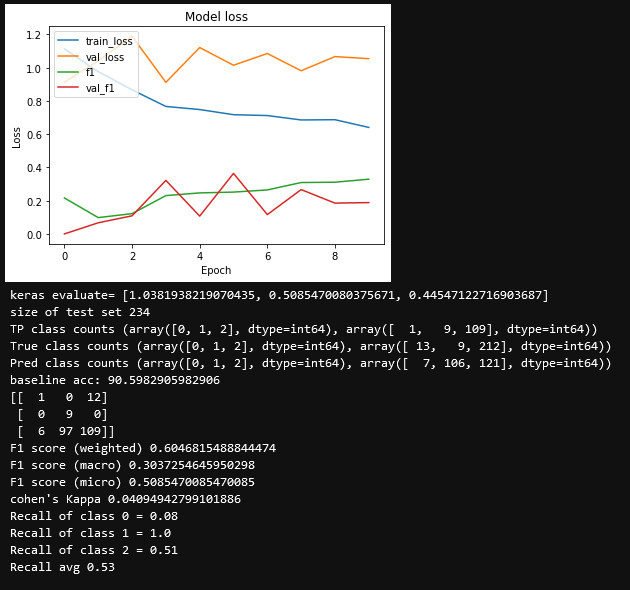 Model loss
train_loss
val_loss
f1
val_f1
1.2
1.0
0.8
0.6
0.4
0.2
0.0
Loss
0 2 4 6 8
Epoch
keras evaluate= [1.0381938219070435, 0.5085470080375671, 0.44547122716903687]
size of test set 234
TP class counts (array([0, 1, 2], dtype=int64), array([  1,   9, 109], dtype=int64))
True class counts (array([0, 1, 2], dtype=int64), array([ 13,   9, 212], dtype=int64))
Pred class counts (array([0, 1, 2], dtype=int64), array([  7, 106, 121], dtype=int64))
baseline acc: 90.5982905982906
[[  1   0  12]
 [  0   9   0]
 [  6  97 109]]
F1 score (weighted) 0.6046815488844474
F1 score (macro) 0.3037254645950298
F1 score (micro) 0.5085470085470085
cohen's Kappa 0.04094942799101886
Recall of class 0 = 0.08
Recall of class 1 = 1.0
Recall of class 2 = 0.51
Recall avg 0.53